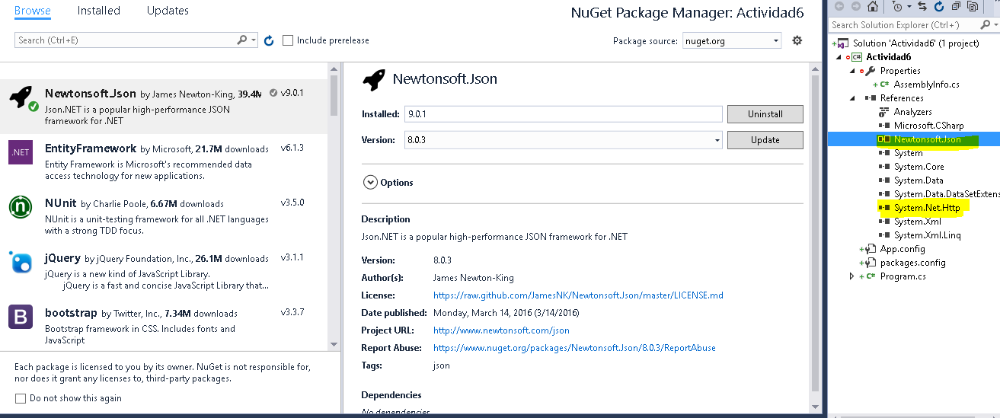 Browse Installed Updates
NuGet Package Manager: Actividad6
Search (Ctrl+E)
Include prerelease
Package source: nuget.org
Newtonsoft.Json by James Newton-King, 39.4M v9.0.1
Json.NET is a popular high-performance JSON
framework for .NET
.NET
EntityFramework by Microsoft, 21.7M downloads v6.1.3
Entity Framework is Microsoft's recommended data
access technology for new applications.
n
NUnit by Charlie Poole, 6.67M downloads v3.5.0
NUnit is a unit-testing framework for all .NET languages
with a strong TDD focus.
jQuery by jQuery Foundation, Inc., 26.1M downloads v3.1.1
jQuery is a new kind of JavaScript Library.
jQuery is a fast and concise JavaScript Library that...
B
bootstrap by Twitter, Inc., 7.34M downloads v3.3.7
Bootstrap framework in CSS. Includes fonts and
JavaScript
Each package is licensed to you by its owner. NuGet is not responsible for,
nor does it grant any licenses to, third-party packages.
Do not show this again
Newtonsoft.Json
Installed: 9.0.1 Uninstall
Version: 8.0.3 Update
Options
Description
Json.NET is a popular high-performance JSON framework for .NET
Version: 8.0.3
Author(s): James Newton-King
License: https://raw.github.com/JamesNK/Newtonsoft.Json/master/LICENSE.md
Date published: Monday, March 14, 2016 (3/14/2016)
Project URL: http://www.newtonsoft.com/json
Report Abuse: https://www.nuget.org/packages/Newtonsoft.Json/8.0.3/ReportAbuse
Tags: json
Dependencies
No dependencies
Search Solution Explorer (Ctrl+´)
Solution 'Actividad6' (1 project)
C# Actividad6
Properties
C# AssemblyInfo.cs
References
Analyzers
Microsoft.CSharp
Newtonsoft.Json
System
System.Core
System.Data
System.Data.DataSetExtens
System.Net.Http
System.Xml
System.Xml.Linq
App.config
packages.config
C# Program.cs